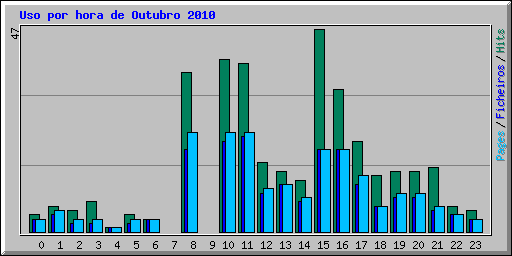 Uso por hora de Outubro 2010
47
Pages / Ficheiros / Hits
0 1 2 3 4 5 6 7 8 9 10 11 12 13 14 15 16 17 18 19 20 21 22 23